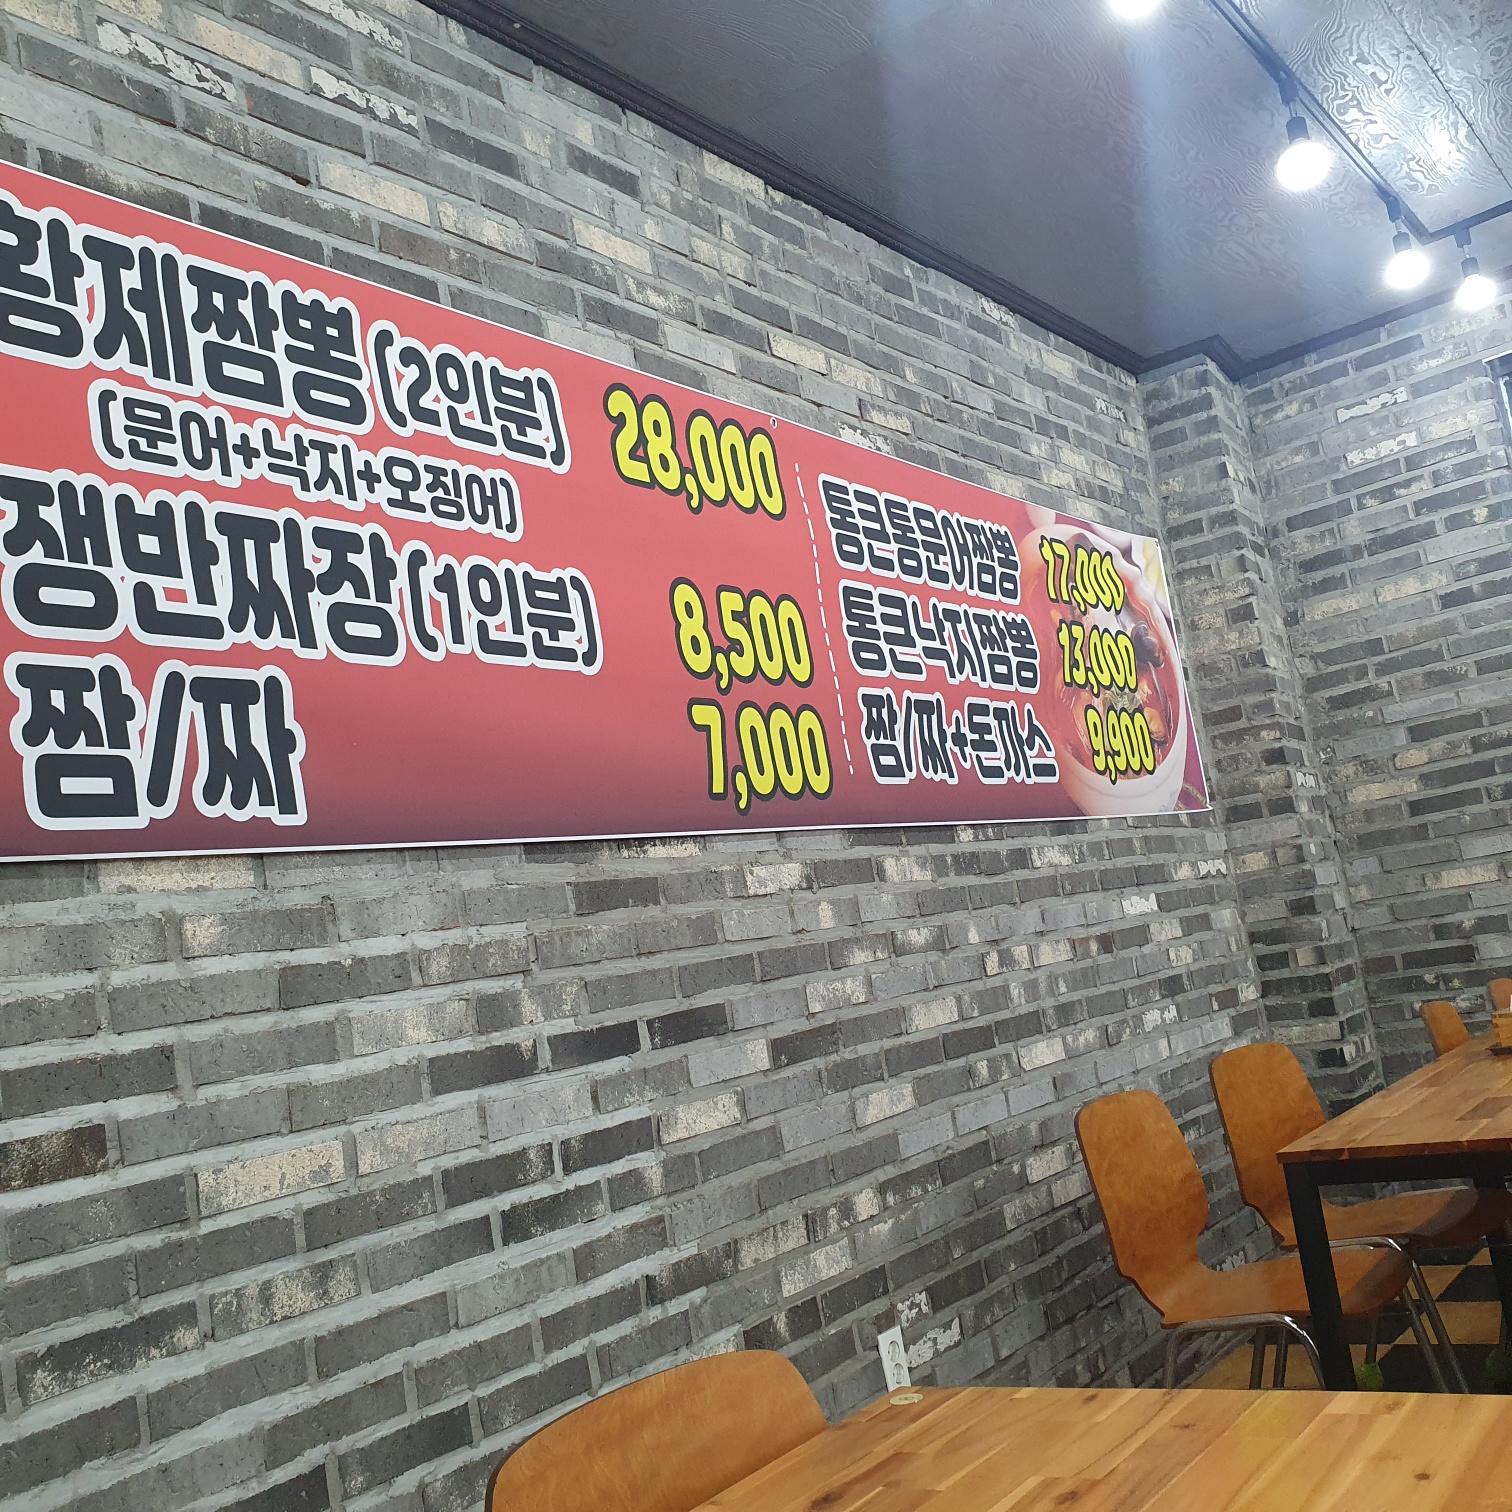 황제짬뽕 (2인분) 28,000
(문어+낙지+오징어)
쟁반짜장 (1인분) 8,500
짬/짜 7,000
통큰통문어짬뽕 17,000
통큰낙지짬뽕 13,000
짬/짜+돈까스 9,900